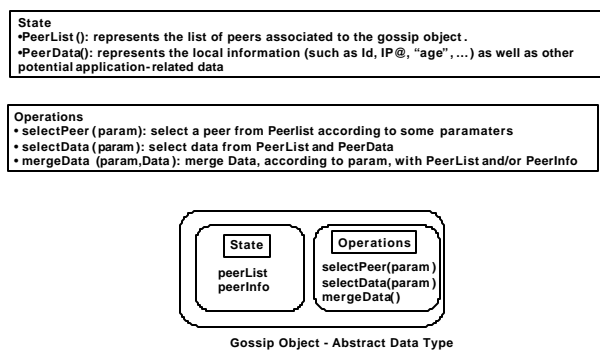 State
•PeerList(): represents the list of peers associated to the gossip object.
•PeerData(): represents the local information (such as Id, IP@, "age", ...) as well as other
potential application-related data
Operations
• selectPeer(param): select a peer from Peerlist according to some paramaters
• selectData(param): select data from PeerList and PeerData
• mergeData (param,Data): merge Data, according to param, with PeerList and/or PeerInfo
State
peerList
peerInfo
Operations
selectPeer(param)
selectData(param)
mergeData()
Gossip Object - Abstract Data Type